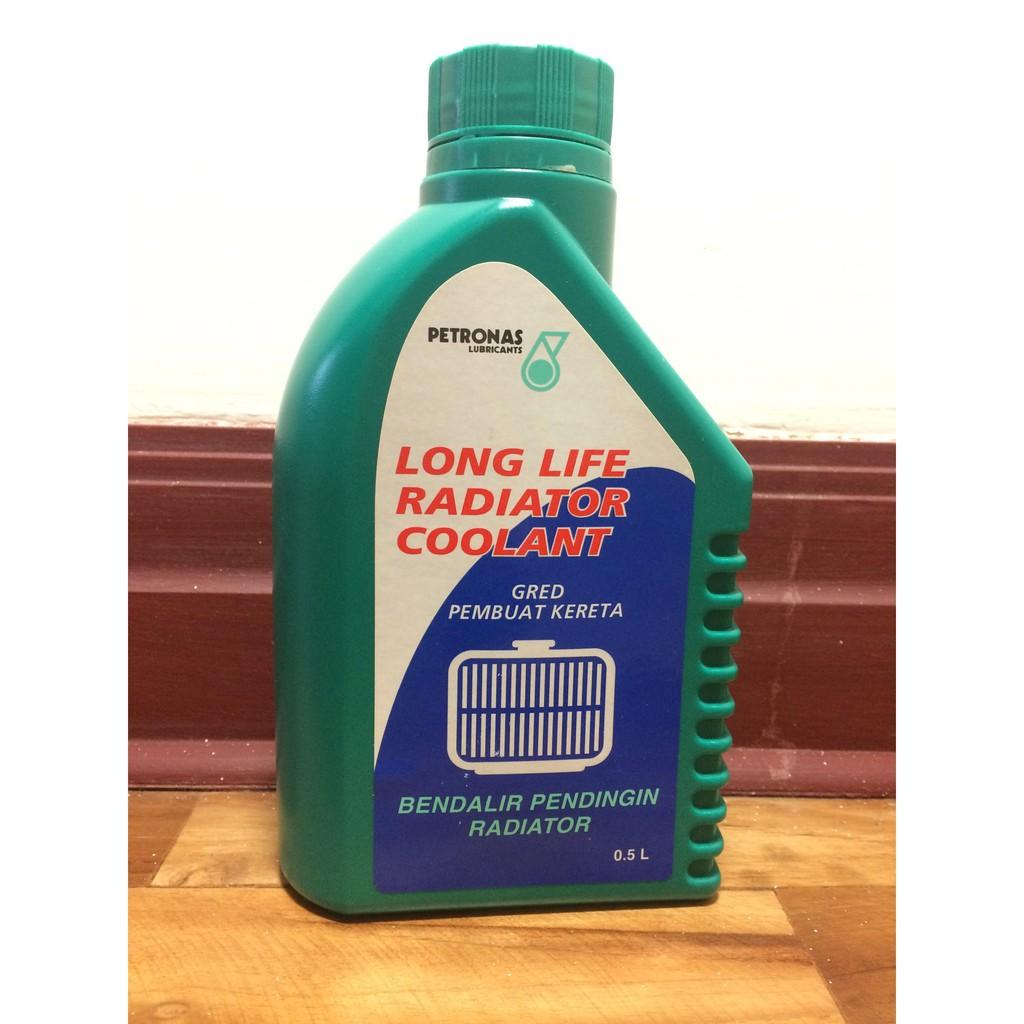 PETRONAS
LUBRICANTS
LONG LIFE
RADIATOR
COOLANT
GRED
PEMBUAT KERETA
BENDALIR PENDINGIN
RADIATOR
0.5 L